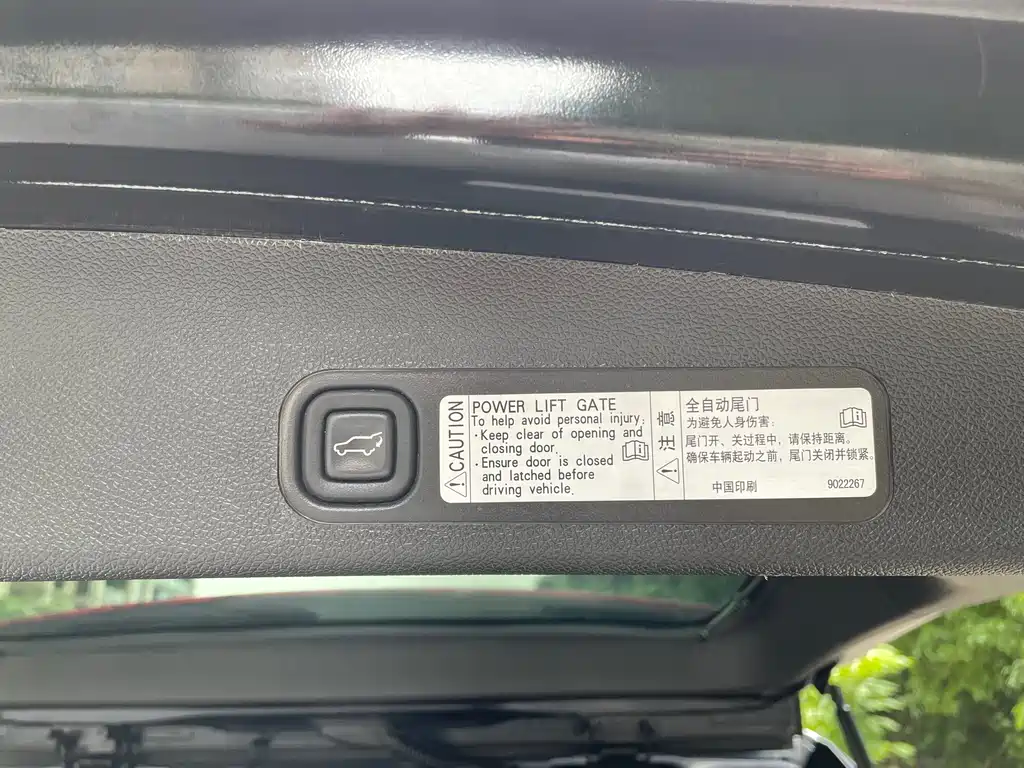 CAUTION
POWER LIFT GATE
To help avoid personal injury:
·Keep clear of opening and
closing door.
·Ensure door is closed
and latched before
driving vehicle.
注意
全自动尾门
为避免人身伤害:
尾门开、关过程中，请保持距离。
确保车辆起动之前，尾门关闭并锁紧。
中国印刷 9022267